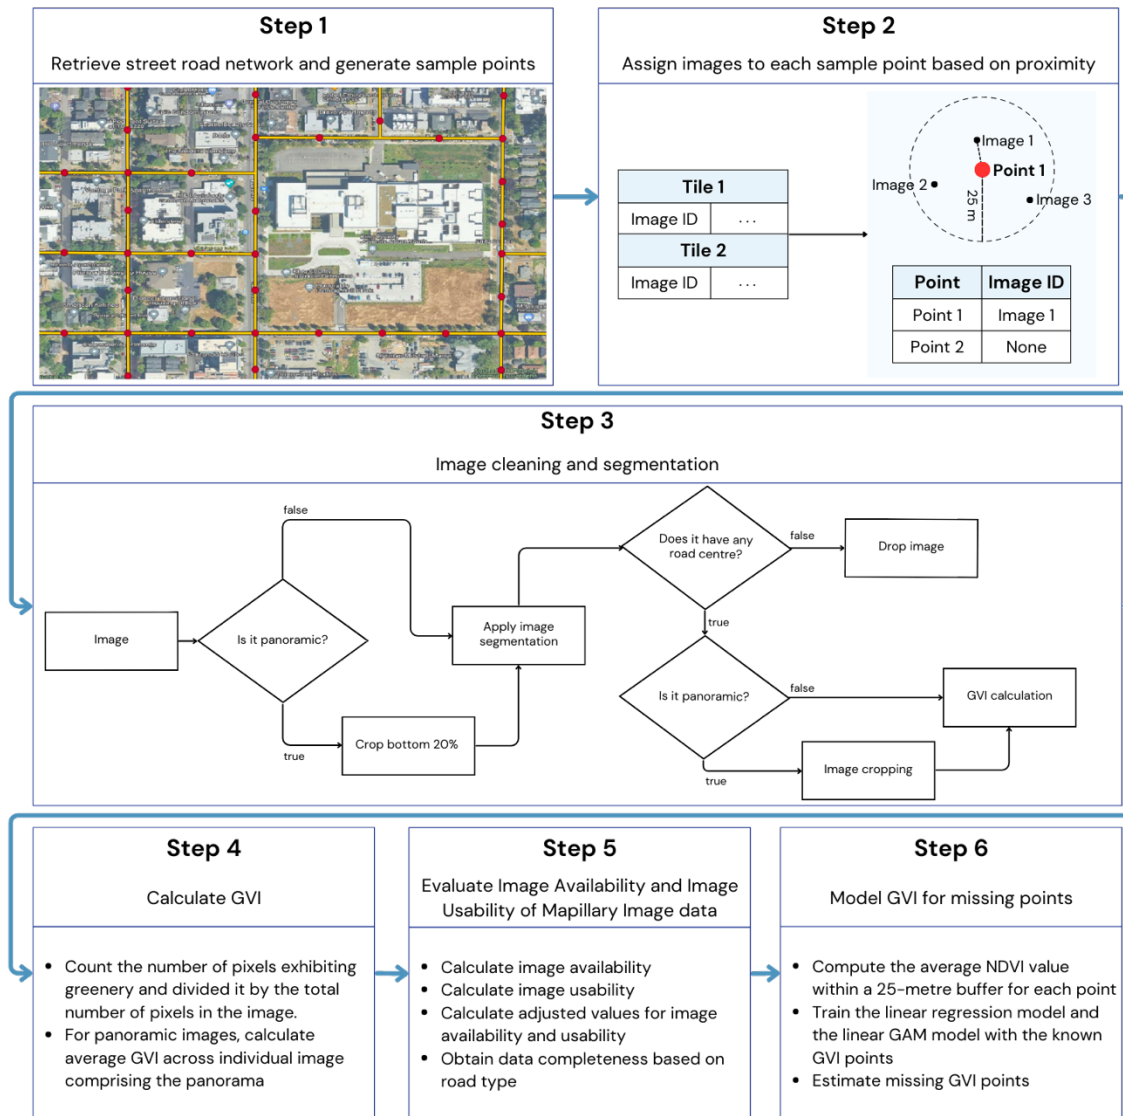 Step 1
Retrieve street road network and generate sample points
Step 2
Assign images to each sample point based on proximity
Tile 1
Image ID ...
Tile 2
Image ID ...
Image 1
Point 1
Image 2
Image 3
25 m
Point Image ID
Point 1 Image 1
Point 2 None
Step 3
Image cleaning and segmentation
Image
Is it panoramic?
false
true
Crop bottom 20%
Apply image
segmentation
Does it have any
road centre?
false
Drop image
true
Is it panoramic?
false
GVI calculation
true
Image cropping
Step 4
Calculate GVI
• Count the number of pixels exhibiting
greenery and divided it by the total
number of pixels in the image.
• For panoramic images, calculate
average GVI across individual image
comprising the panorama
Step 5
Evaluate Image Availability and Image
Usability of Mapillary Image data
• Calculate image availability
• Calculate image usability
• Calculate adjusted values for image
availability and usability
• Obtain data completeness based on
road type
Step 6
Model GVI for missing points
• Compute the average NDVI value
within a 25-metre buffer for each point
• Train the linear regression model and
the linear GAM model with the known
GVI points
• Estimate missing GVI points